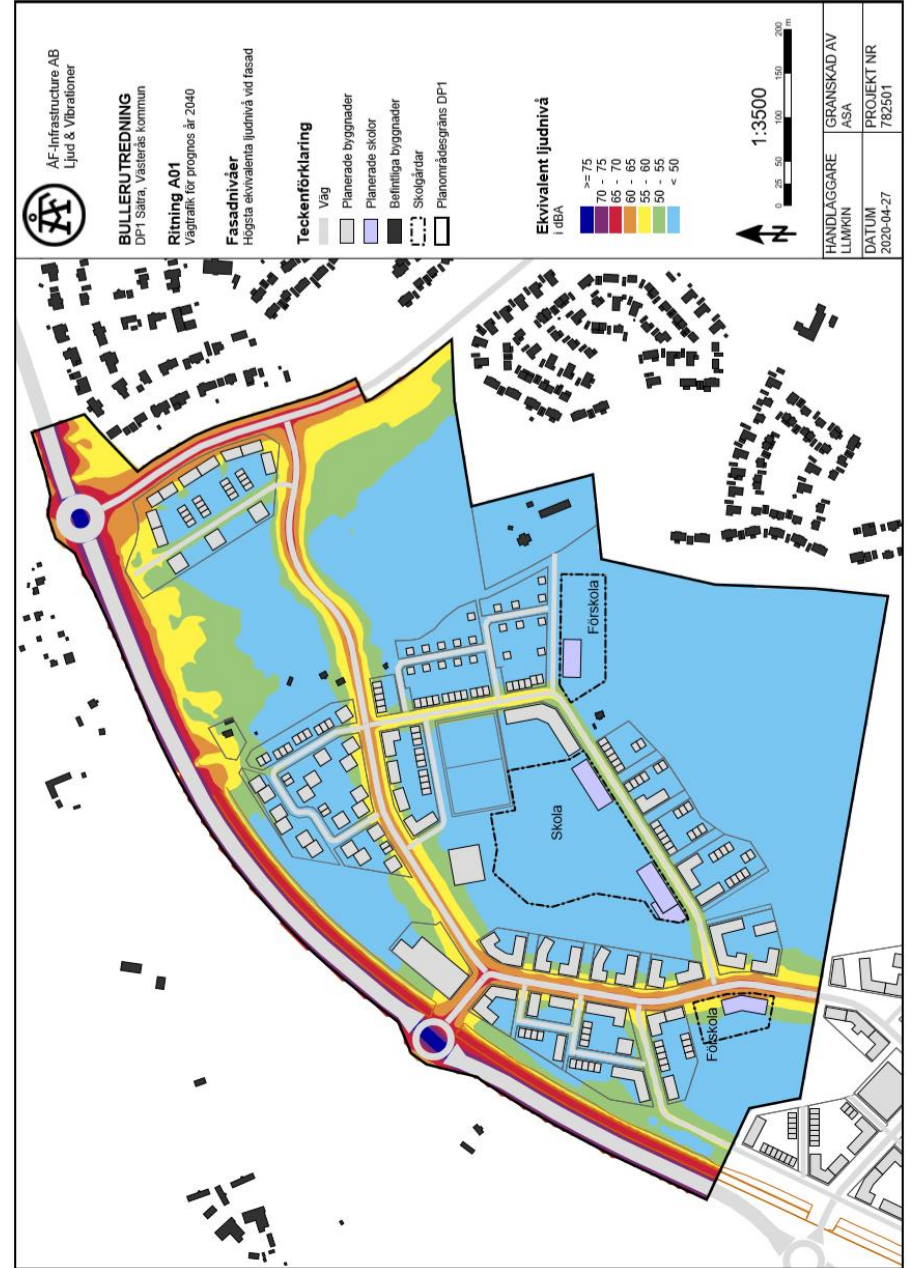 ÅF
ÅF-Infrastructure AB
Ljud & Vibrationer
BULLERUTREDNING
DP1 Sätra, Västerås kommun
Ritning A01
Vägtrafik för prognos år 2040
Fasadnivåer
Högsta ekvivalenta ljudnivå vid fasad
Teckenförklaring
Väg
Planerade byggnader
Planerade skolor
Befintliga byggnader
Skolgårdar
Planområdesgräns DP1
Ekvivalent ljudnivå
i dBA
>= 75
70 - 75
65 - 70
60 - 65
55 - 60
50 - 55
< 50
N
1:3500
0 25 50 100 150 200
m
HANDLÄGGARE
LLM/KIN
GRANSKAD AV
ASA
DATUM
2020-04-27
PROJEKT NR
782501
Förskola
Skola
Förskola